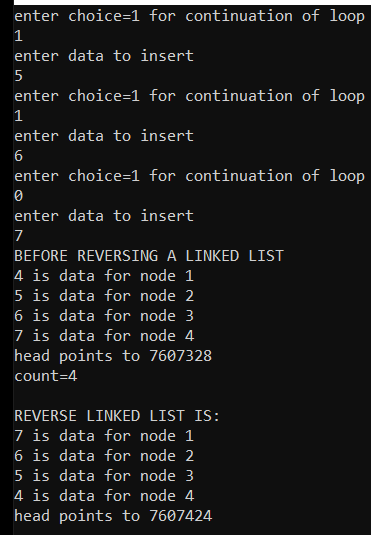 enter choice=1 for continuation of loop
1
enter data to insert
5
enter choice=1 for continuation of loop
1
enter data to insert
6
enter choice=1 for continuation of loop
0
enter data to insert
7
BEFORE REVERSING A LINKED LIST
4 is data for node 1
5 is data for node 2
6 is data for node 3
7 is data for node 4
head points to 7607328
count=4
REVERSE LINKED LIST IS:
7 is data for node 1
6 is data for node 2
5 is data for node 3
4 is data for node 4
head points to 7607424